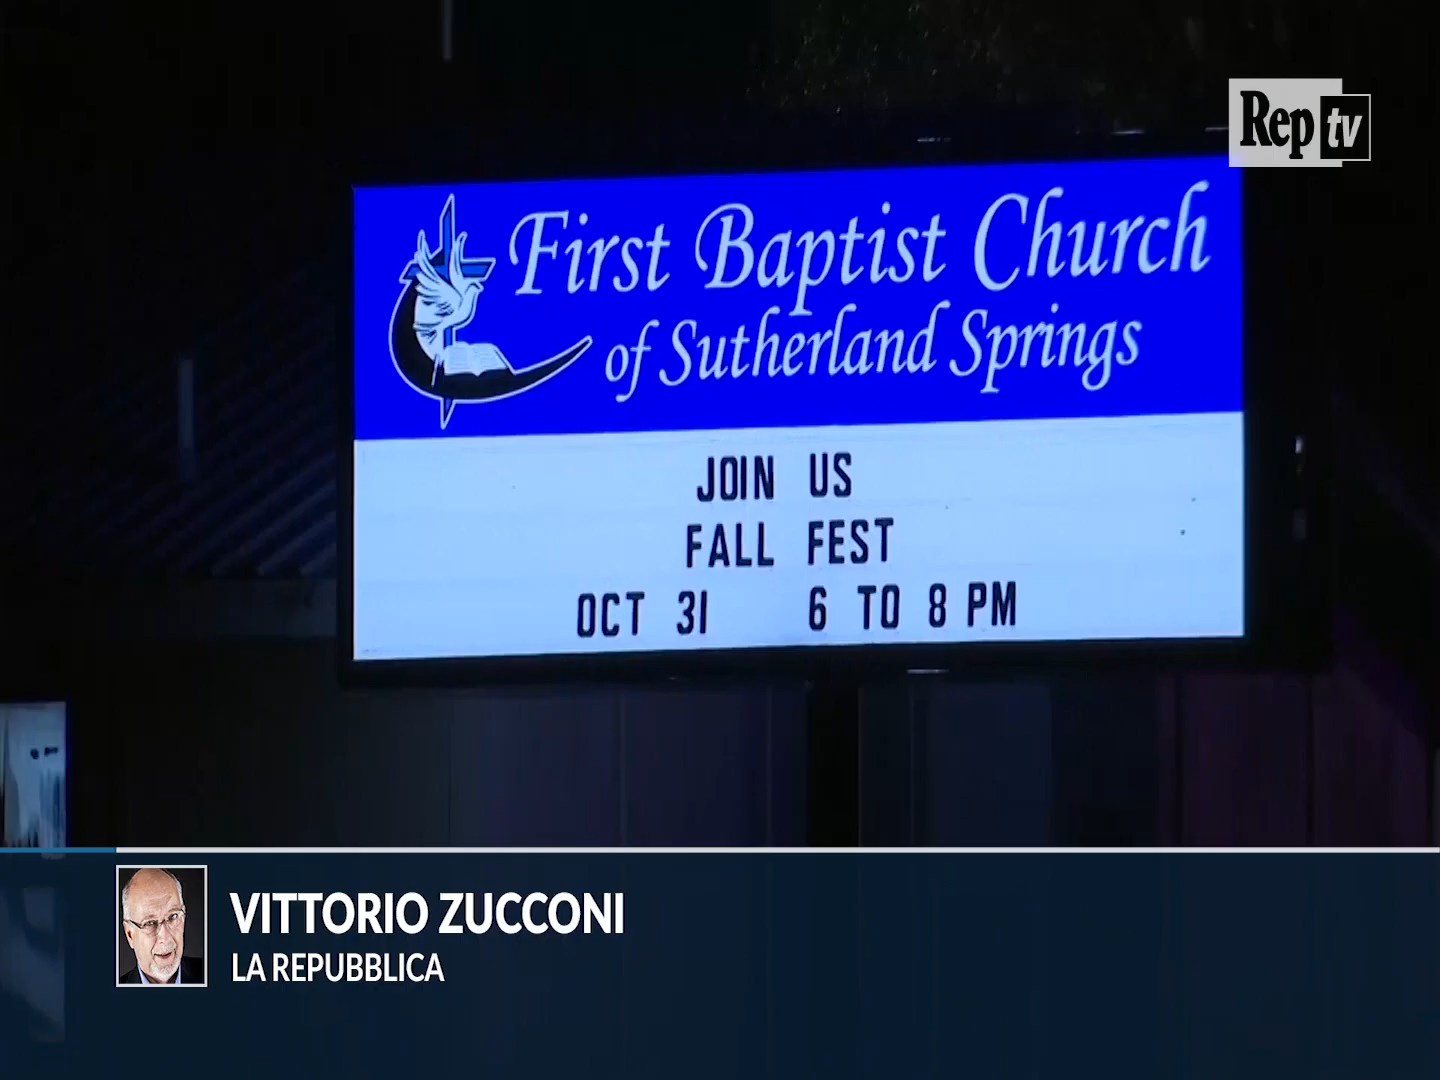 Rep tv
First Baptist Church
of Sutherland Springs
JOIN US
FALL FEST
OCT 31 6 TO 8 PM
VITTORIO ZUCCONI
LA REPUBBLICA